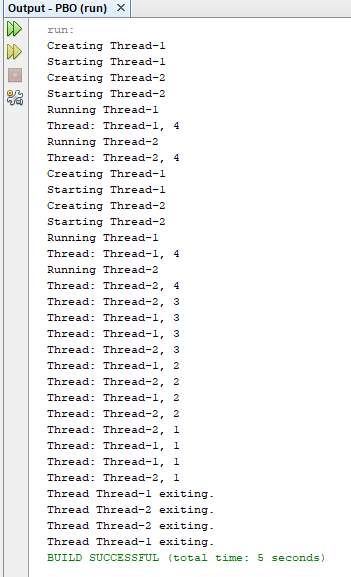 Output - PBO (run)
run:
Creating Thread-1
Starting Thread-1
Creating Thread-2
Starting Thread-2
Running Thread-1
Thread: Thread-1, 4
Running Thread-2
Thread: Thread-2, 4
Creating Thread-1
Starting Thread-1
Creating Thread-2
Starting Thread-2
Running Thread-1
Thread: Thread-1, 4
Running Thread-2
Thread: Thread-2, 4
Thread: Thread-2, 3
Thread: Thread-1, 3
Thread: Thread-1, 3
Thread: Thread-2, 3
Thread: Thread-1, 2
Thread: Thread-2, 2
Thread: Thread-1, 2
Thread: Thread-2, 2
Thread: Thread-2, 1
Thread: Thread-1, 1
Thread: Thread-1, 1
Thread: Thread-2, 1
Thread Thread-1 exiting.
Thread Thread-2 exiting.
Thread Thread-2 exiting.
Thread Thread-1 exiting.
BUILD SUCCESSFUL (total time: 5 seconds)